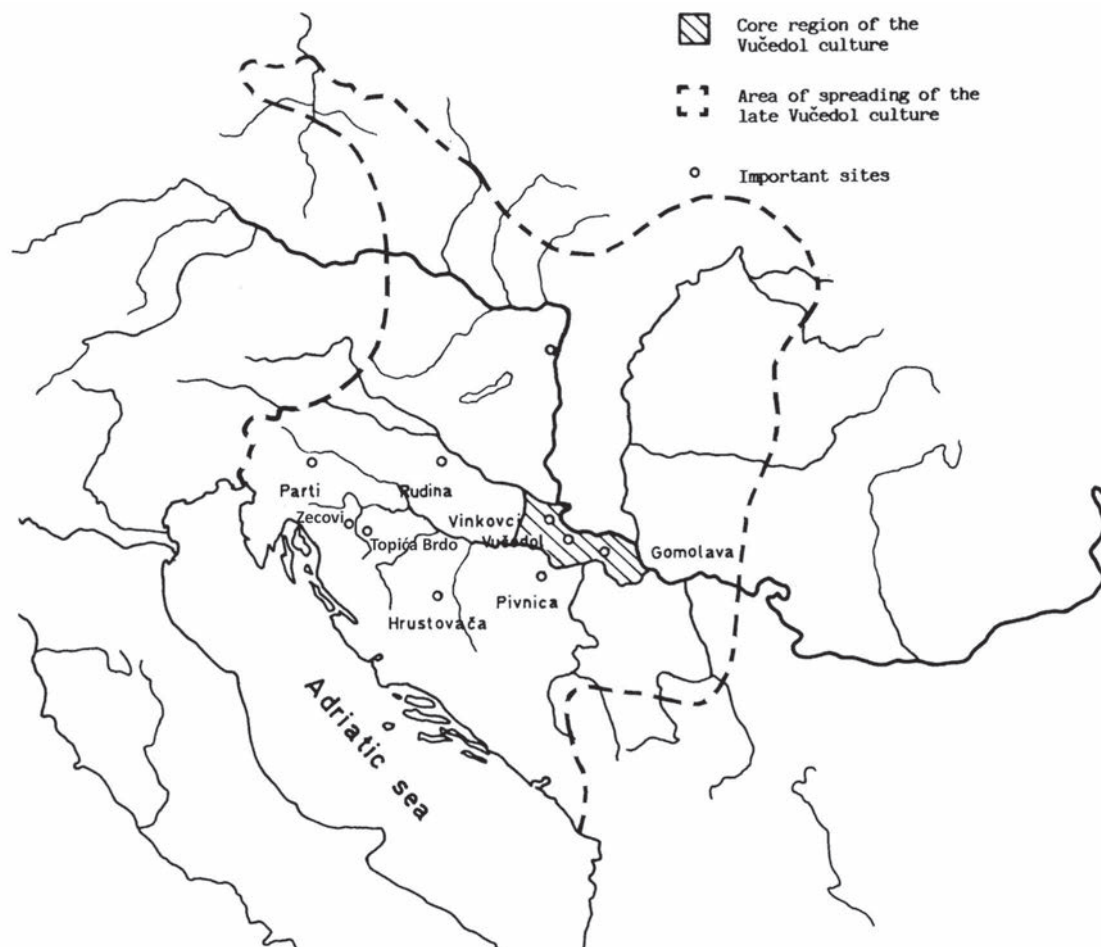 Core region of the
Vučedol culture
Area of spreading of the
late Vučedol culture
Important sites
Parti
Rudina
Zecovi
Vinkovci
Topića Brdo
Vučedol
Gomolava
Pivnica
Hrustovača
Adriatic sea